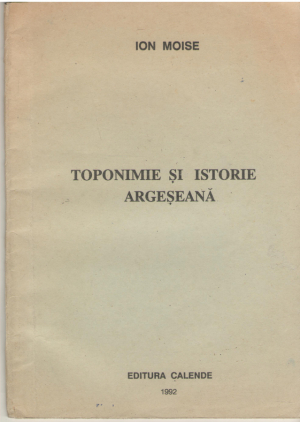 ION MOISE
TOPONIMIE ȘI ISTORIE
ARGEȘEANĂ
EDITURA CALENDE
1992